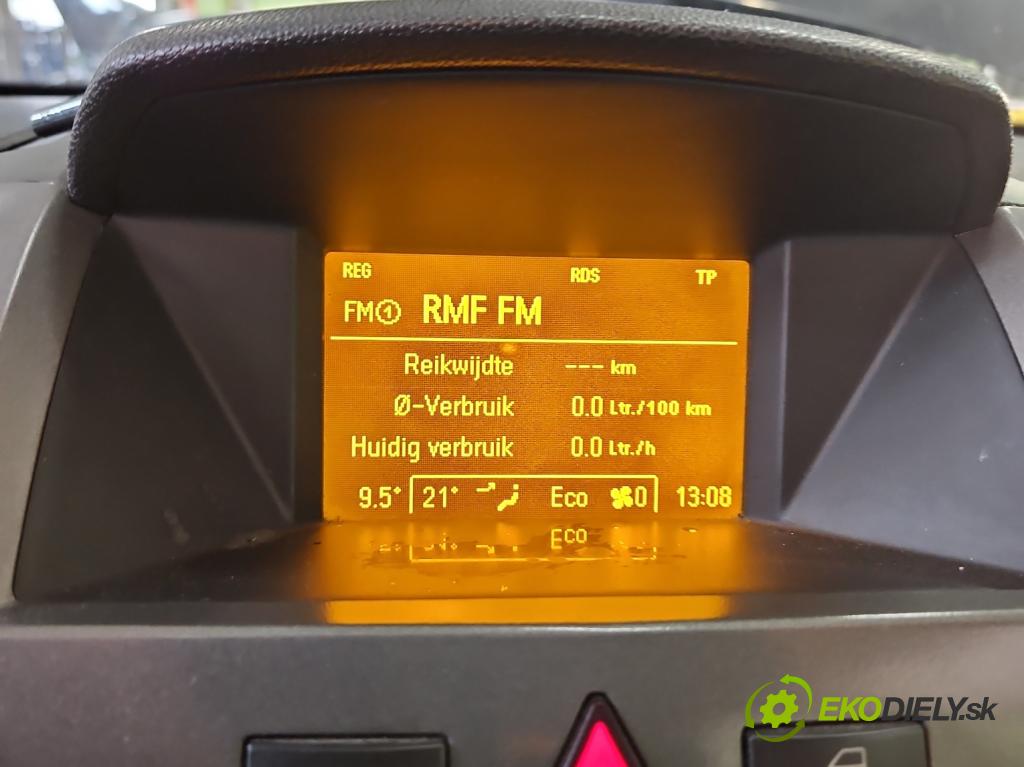 REG RDS TP
FM① RMF FM
Reikwijdte --- km
Ø-Verbruik 0.0 Ltr./100 km
Huidig verbruik 0.0 Ltr./h
9.5° 21° Eco 0 13:08
Eco
EKODIELY.sk